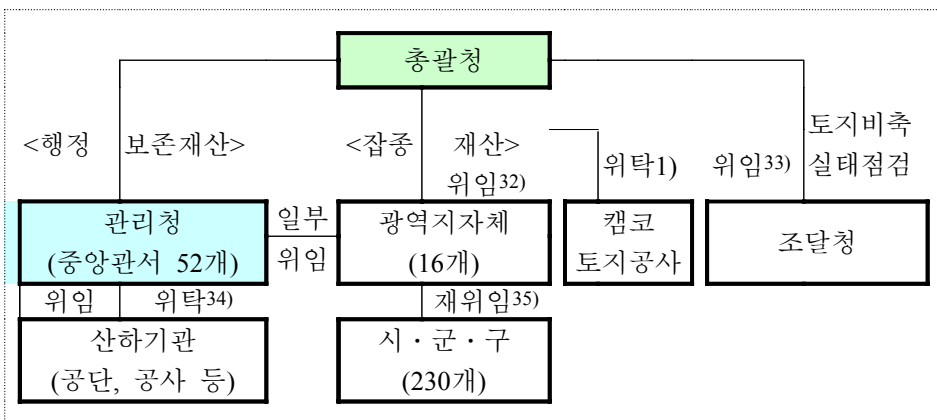 총괄청
<행정 보존재산>
<잡종 재산>
위임32)
위탁1)
위임33)
토지비축
실태점검
관리청
(중앙관서 52개)
일부
위임
광역지자체
(16개)
캠코
토지공사
조달청
위임 위탁34)
재위임35)
산하기관
(공단, 공사 등)
시·군·구
(230개)